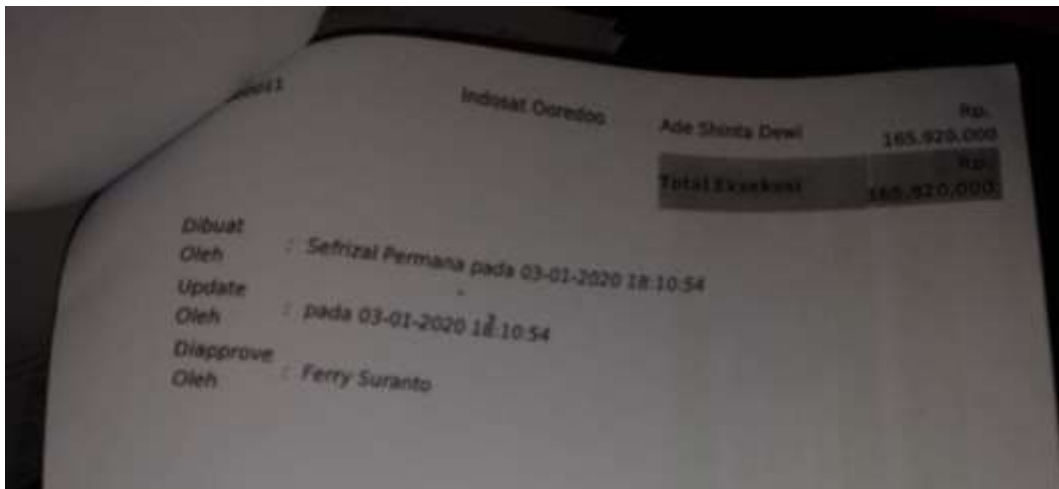 Indosat Ooredoo Ade Shinta Dewi Rp. 165.920.000
Total Eksekusi Rp. 165.920.000
Dibuat Oleh : Sefrizal Permana pada 03-01-2020 18:10:54
Update Oleh : pada 03-01-2020 18:10:54
Diapprove Oleh : Ferry Suranto